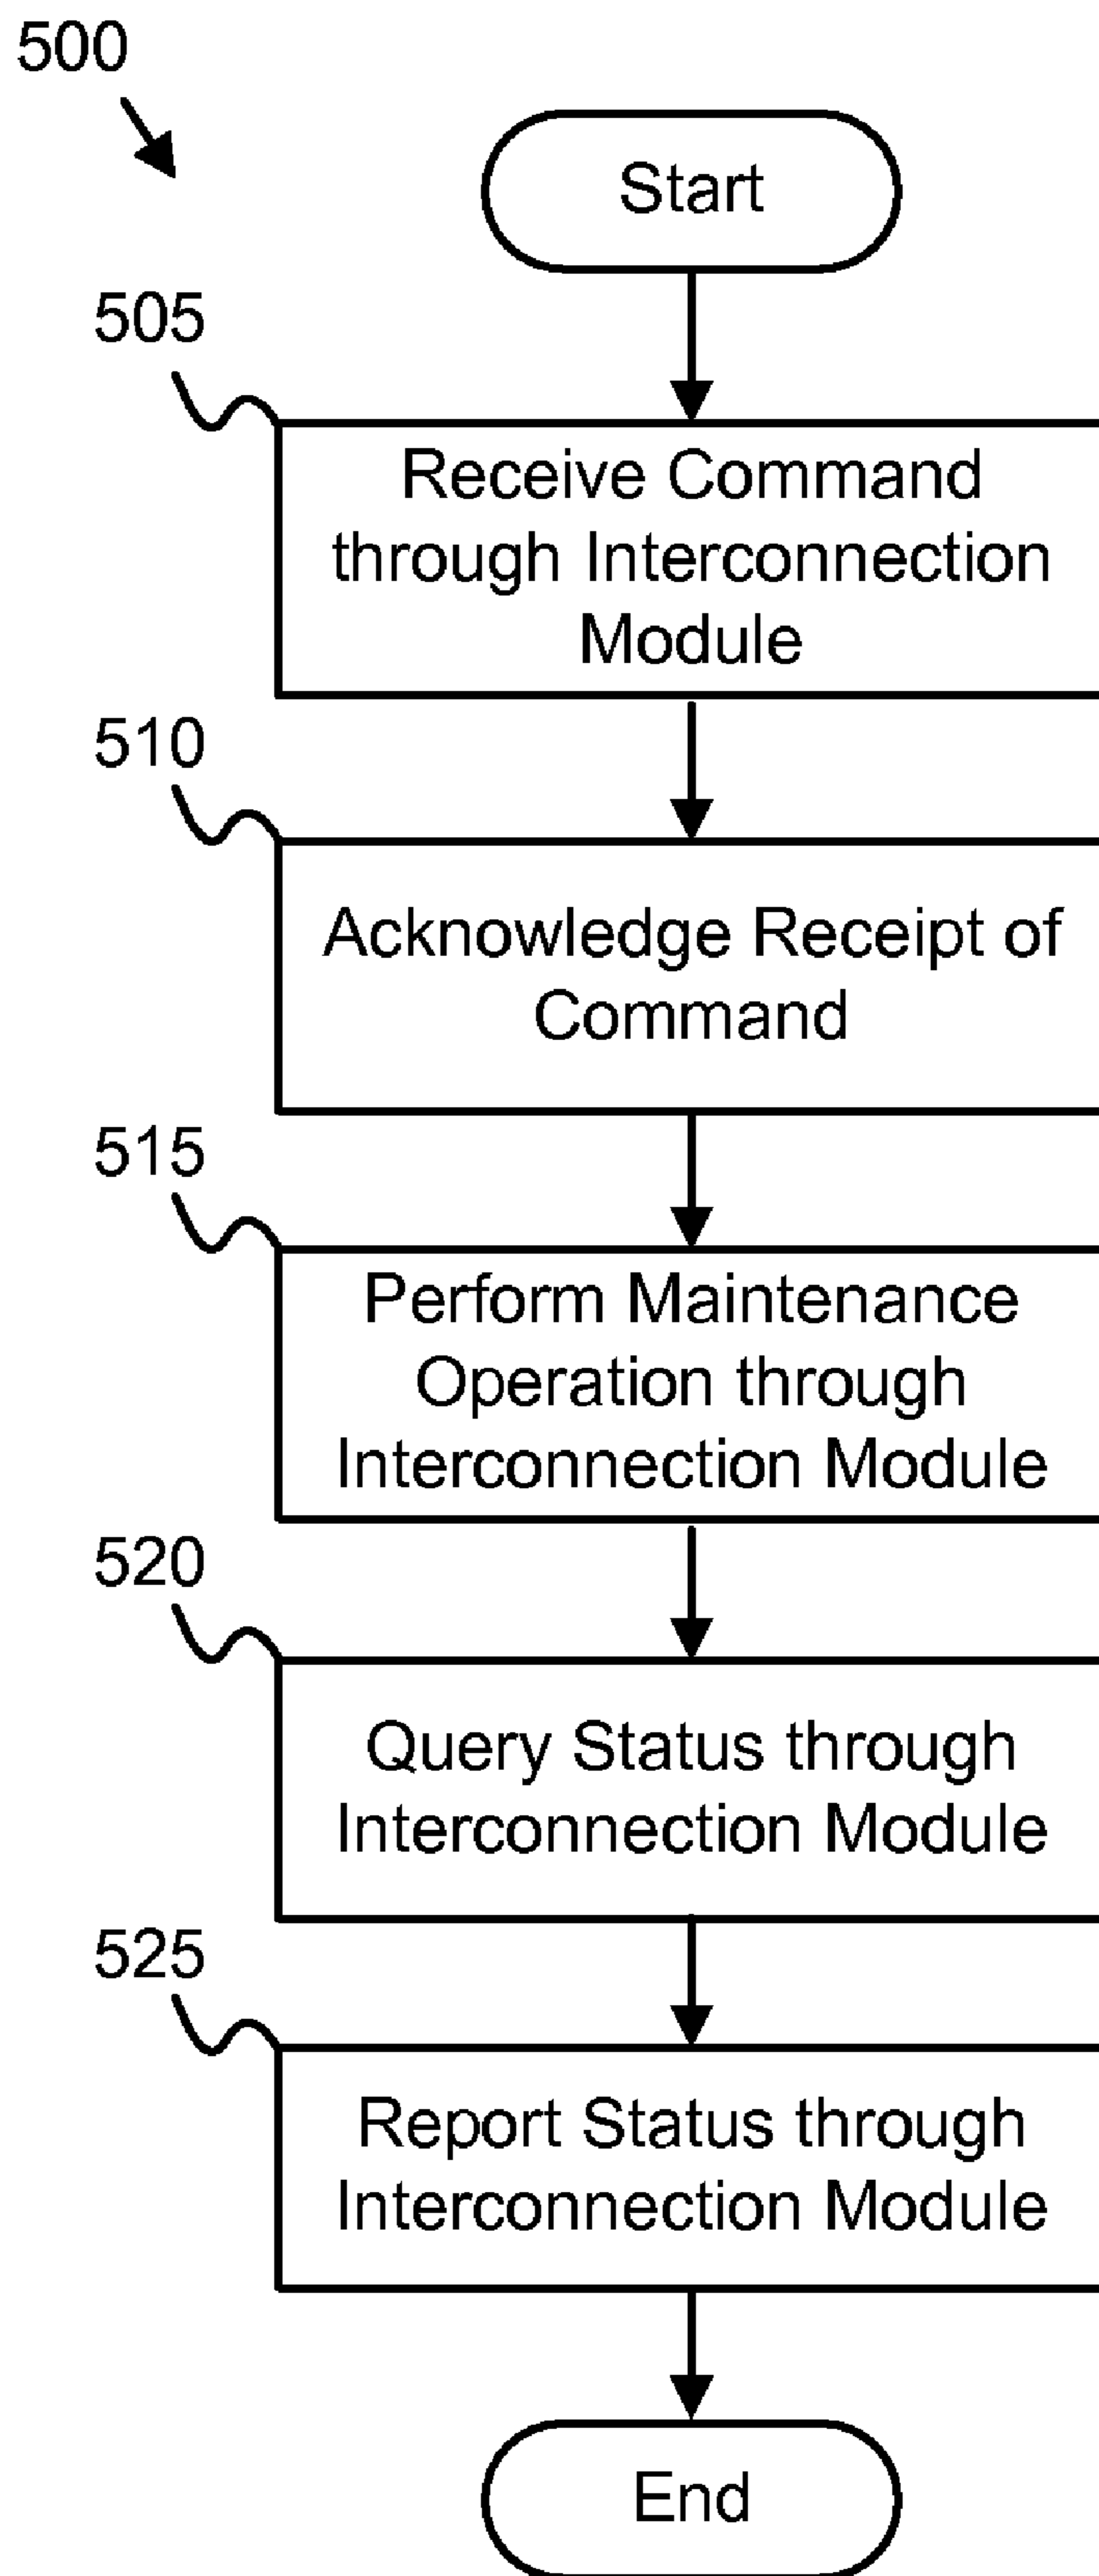 500
Start
505
Receive Command
through Interconnection
Module
510
Acknowledge Receipt of
Command
515
Perform Maintenance
Operation through
Interconnection Module
520
Query Status through
Interconnection Module
525
Report Status through
Interconnection Module
End